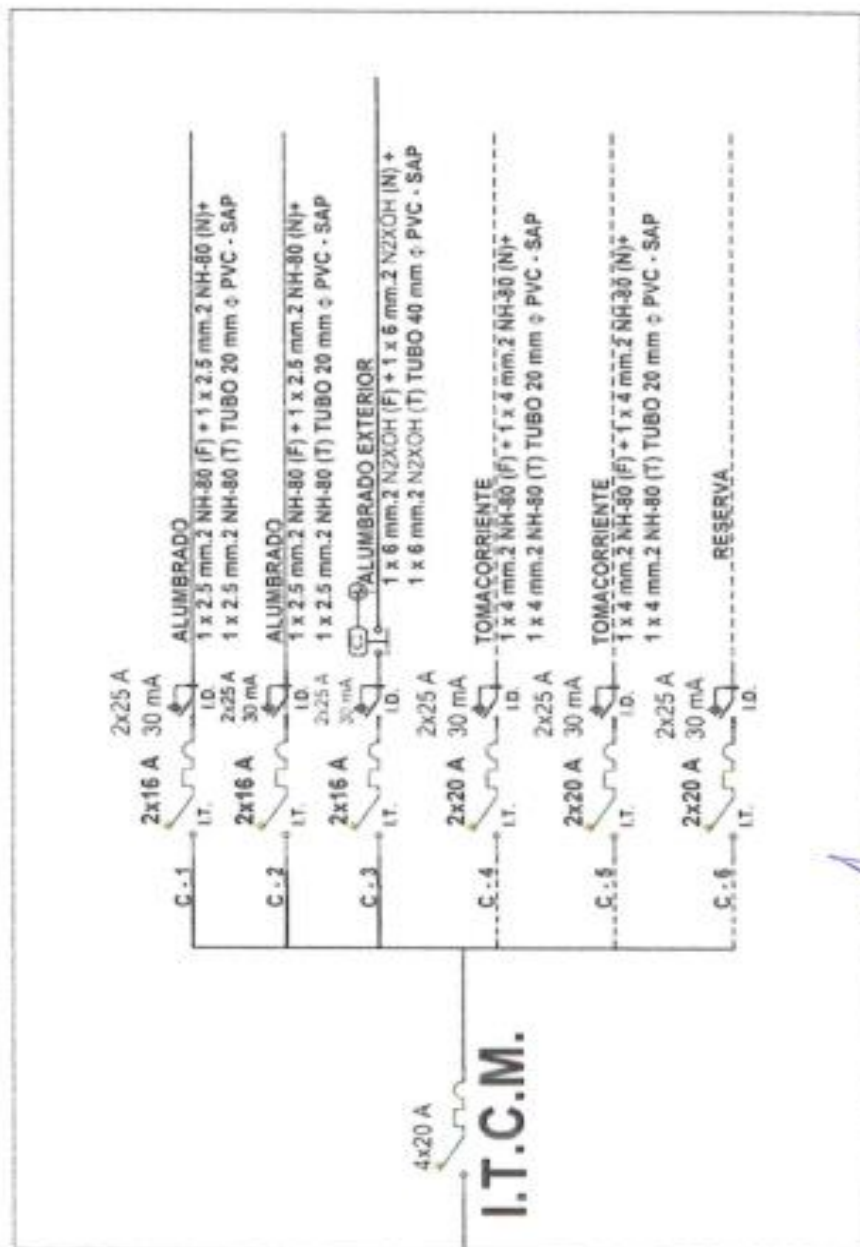 4x20 A
I.T.C.M.
C - 1
2x16 A
I.T.
2x25 A
30 mA
I.D.
ALUMBRADO
1 x 2.5 mm.2 NH-80 (F) + 1 x 2.5 mm.2 NH-80 (N)+
1 x 2.5 mm.2 NH-80 (T) TUBO 20 mm ϕ PVC - SAP
C - 2
2x16 A
I.T.
2x25 A
30 mA
I.D.
ALUMBRADO
1 x 2.5 mm.2 NH-80 (F) + 1 x 2.5 mm.2 NH-80 (N)+
1 x 2.5 mm.2 NH-80 (T) TUBO 20 mm ϕ PVC - SAP
C - 3
2x16 A
I.T.
2x25 A
30 mA
I.D.
C
ALUMBRADO EXTERIOR
1 x 6 mm.2 N2XOH (F) + 1 x 6 mm.2 N2XOH (N) +
1 x 6 mm.2 N2XOH (T) TUBO 40 mm ϕ PVC - SAP
C - 4
2x20 A
I.T.
2x25 A
30 mA
I.D.
TOMACORRIENTE
1 x 4 mm.2 NH-80 (F) + 1 x 4 mm.2 NH-80 (N)+
1 x 4 mm.2 NH-80 (T) TUBO 20 mm ϕ PVC - SAP
C - 5
2x20 A
I.T.
2x25 A
30 mA
I.D.
TOMACORRIENTE
1 x 4 mm.2 NH-80 (F) + 1 x 4 mm.2 NH-80 (N)+
1 x 4 mm.2 NH-80 (T) TUBO 20 mm ϕ PVC - SAP
C - 6
2x20 A
I.T.
2x25 A
30 mA
I.D.
RESERVA